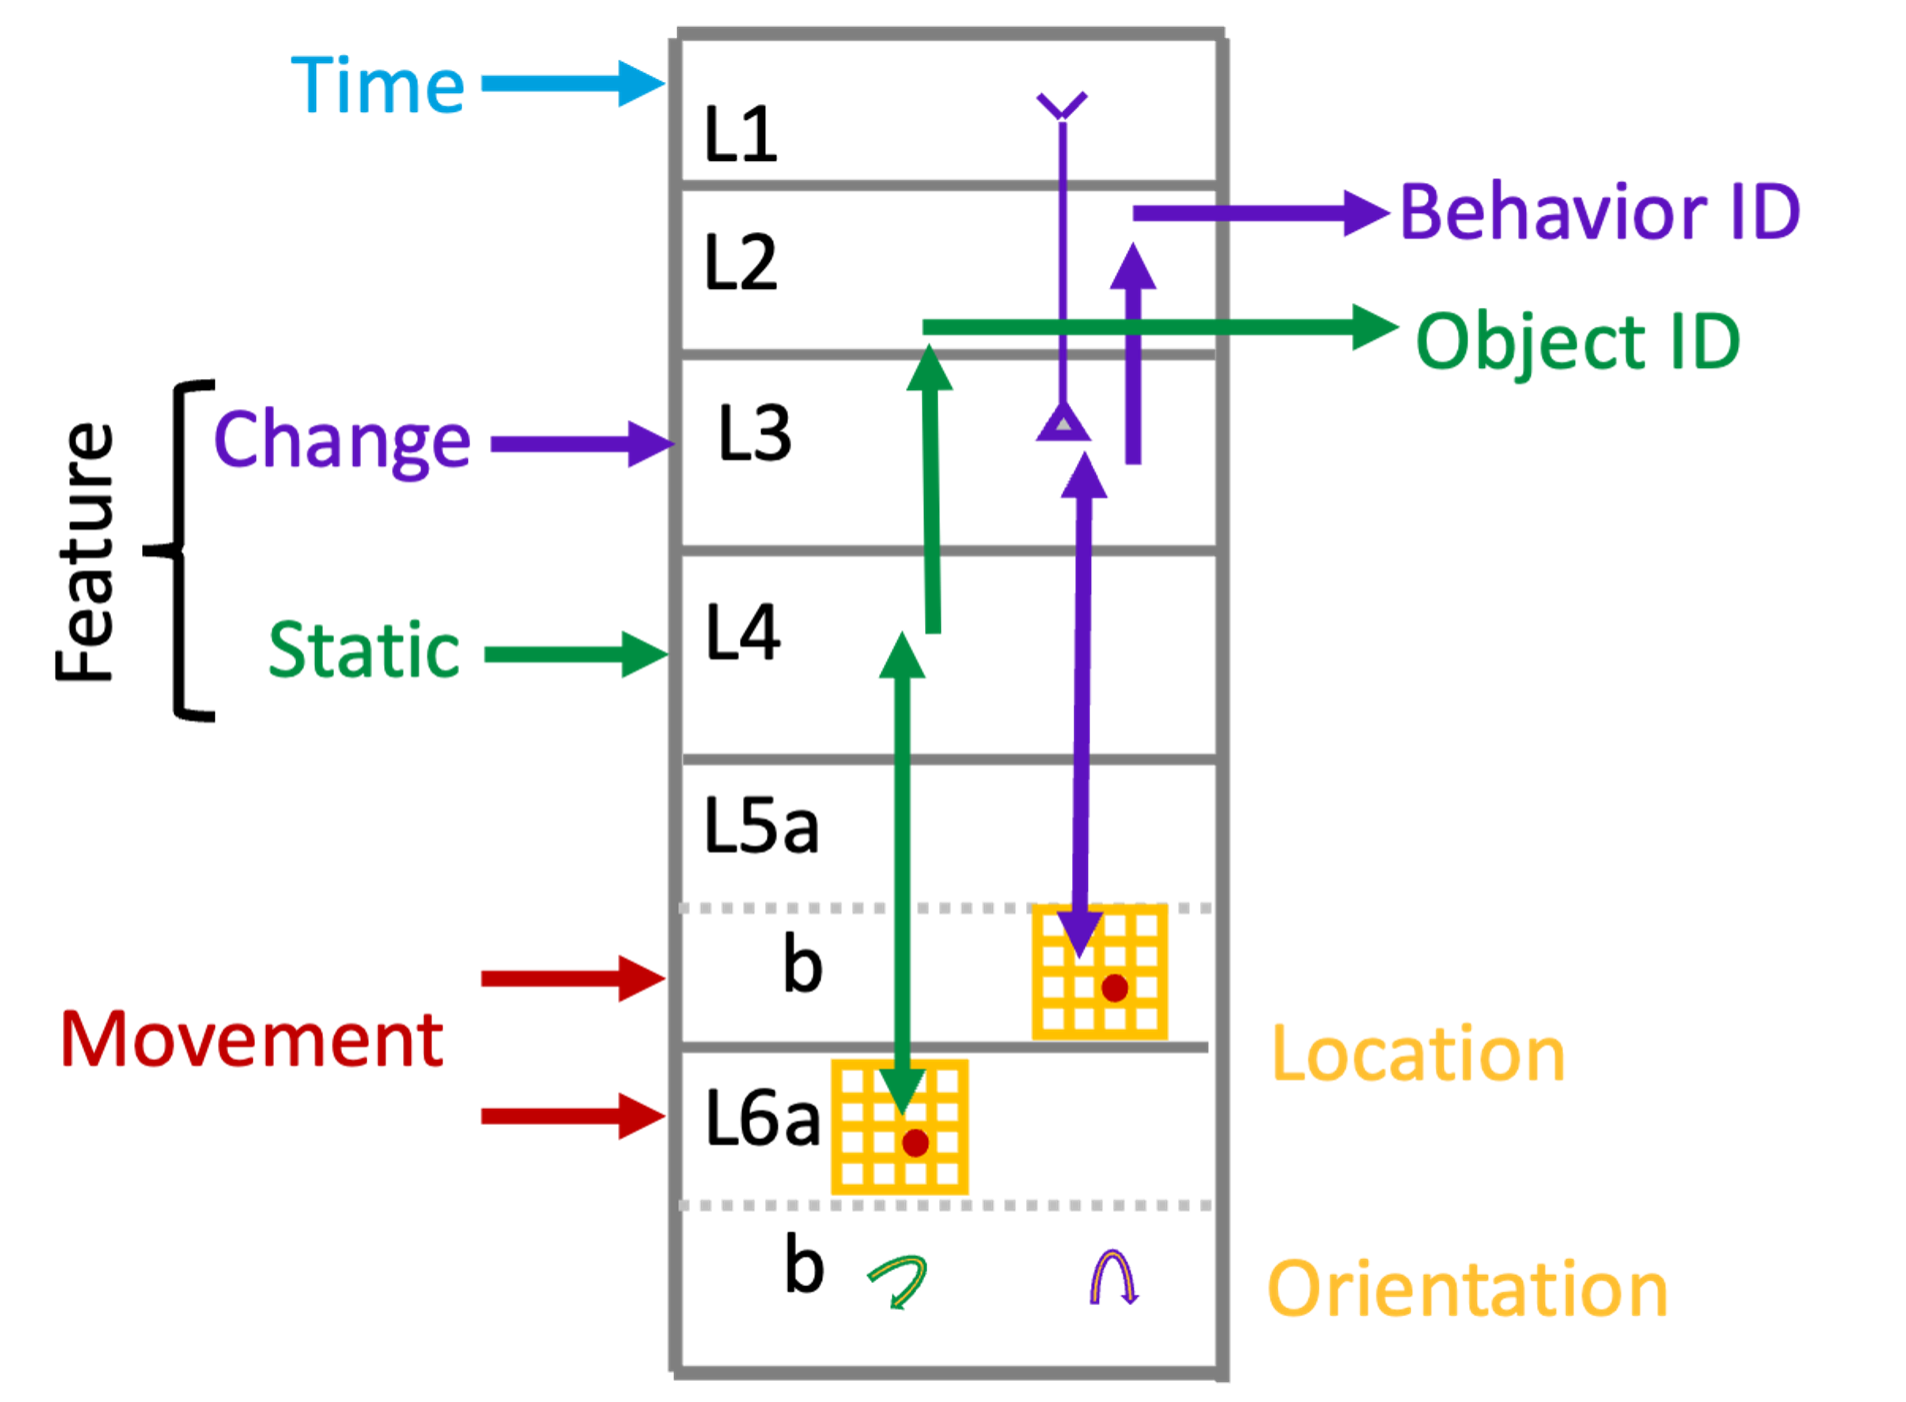 Time
L1
L2
Behavior ID
Object ID
Feature
Change
L3
Static
L4
L5a
b
Movement
Location
L6a
b
Orientation